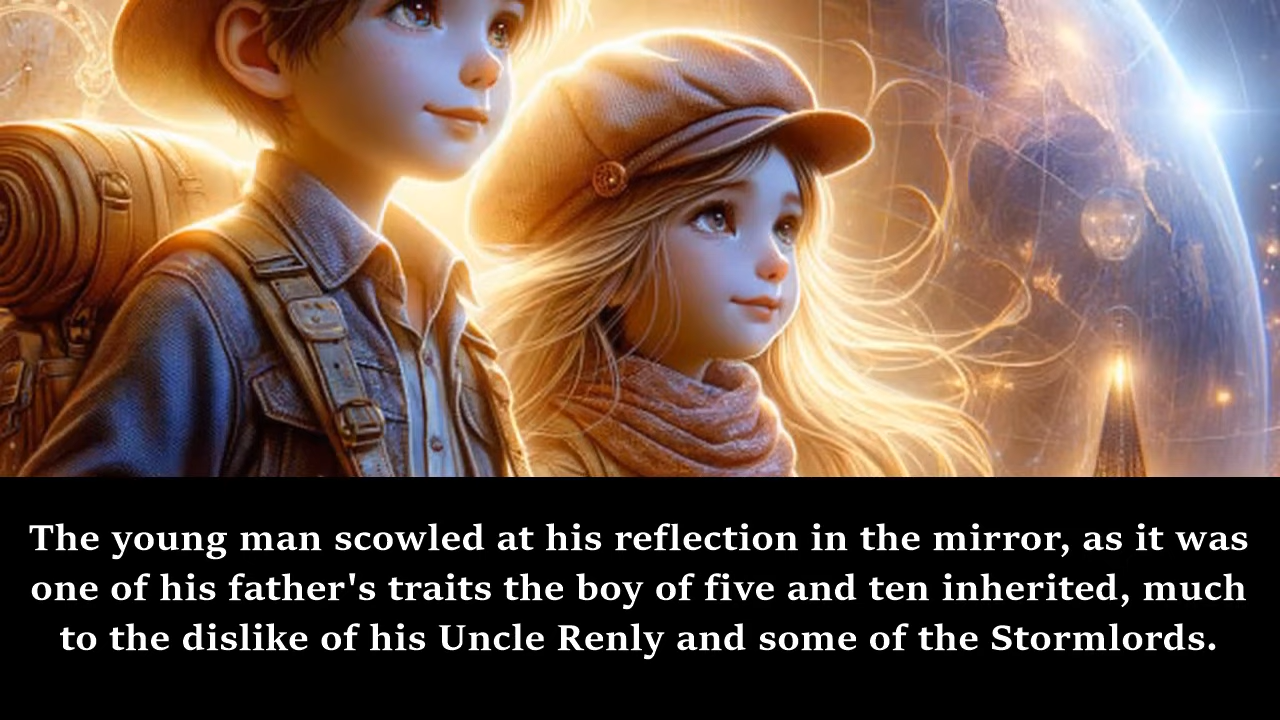 The young man scowled at his reflection in the mirror, as it was
one of his father's traits the boy of five and ten inherited, much
to the dislike of his Uncle Renly and some of the Stormlords.